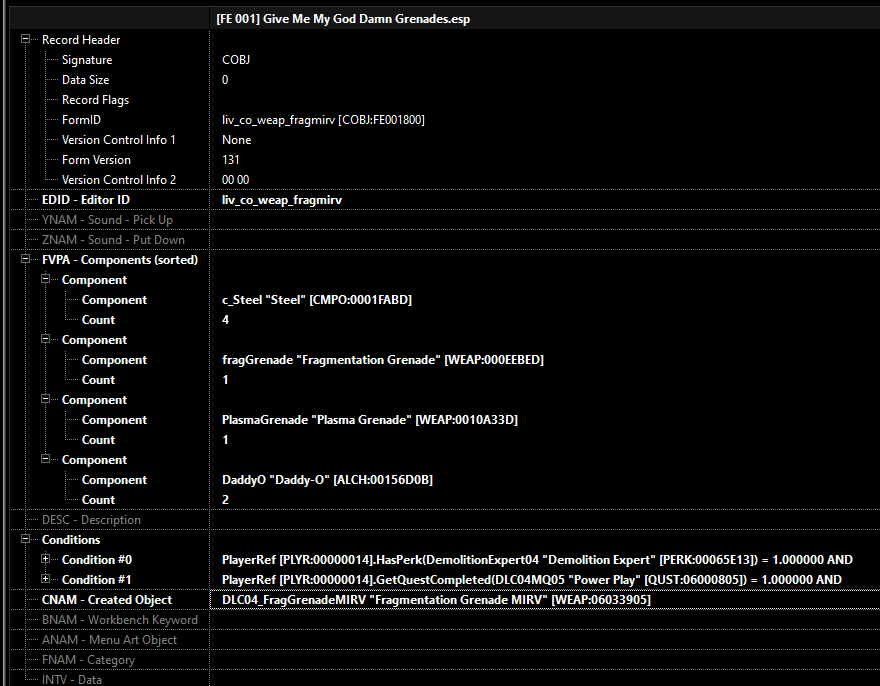 [FE 001] Give Me My God Damn Grenades.esp
Record Header
Signature COBJ
Data Size 0
Record Flags
FormID liv_co_weap_fragmirv [COBJ:FE001800]
Version Control Info 1 None
Form Version 131
Version Control Info 2 00 00
EDID - Editor ID liv_co_weap_fragmirv
YNAM - Sound - Pick Up
ZNAM - Sound - Put Down
FVPA - Components (sorted)
Component
Component c_Steel "Steel" [CMPO:0001FABD]
Count 4
Component
Component fragGrenade "Fragmentation Grenade" [WEAP:000EEBED]
Count 1
Component
Component PlasmaGrenade "Plasma Grenade" [WEAP:0010A33D]
Count 1
Component
Component DaddyO "Daddy-O" [ALCH:00156D0B]
Count 2
DESC - Description
Conditions
Condition #0 PlayerRef [PLYR:00000014].HasPerk(DemolitionExpert04 "Demolition Expert" [PERK:00065E13]) = 1.000000 AND
Condition #1 PlayerRef [PLYR:00000014].GetQuestCompleted(DLC04MQ05 "Power Play" [QUST:06000805]) = 1.000000 AND
CNAM - Created Object DLC04_FragGrenadeMIRV "Fragmentation Grenade MIRV" [WEAP:06033905]
BNAM - Workbench Keyword
ANAM - Menu Art Object
FNAM - Category
INTV - Data